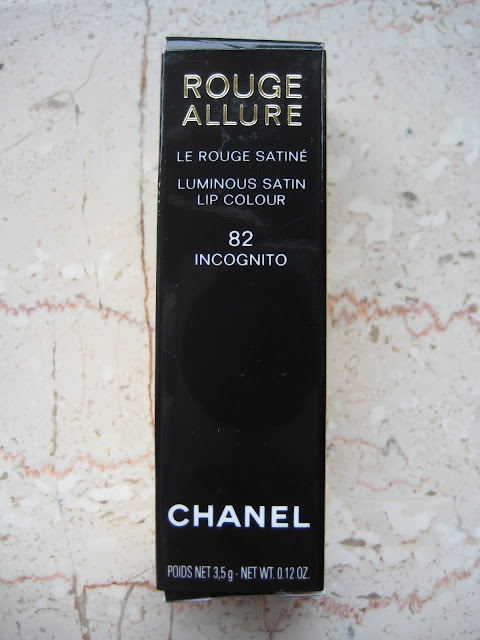 ROUGE
ALLURE
LE ROUGE SATINÉ
LUMINOUS SATIN
LIP COLOUR
82
INCOGNITO
CHANEL
POIDS NET 3,5 g - NET WT. 0.12 OZ.